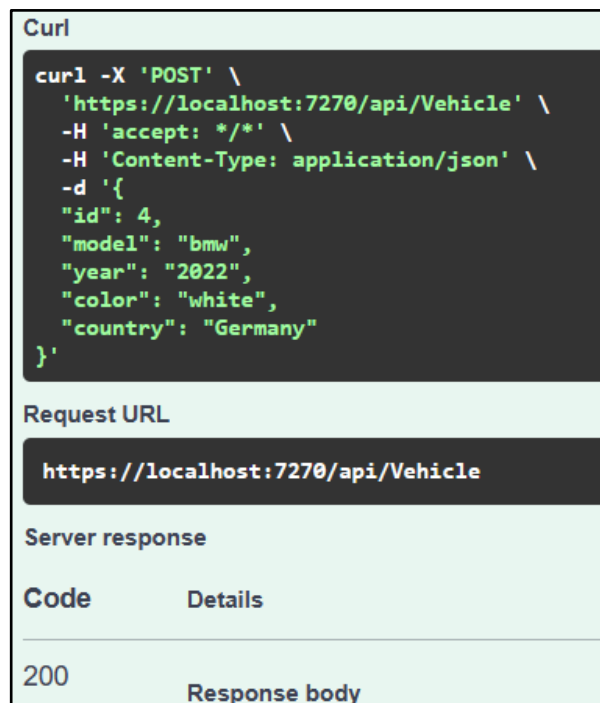 Curl
curl -X 'POST' \
'https://localhost:7270/api/Vehicle' \
-H 'accept: */*' \
-H 'Content-Type: application/json' \
-d '{
"id": 4,
"model": "bmw",
"year": "2022",
"color": "white",
"country": "Germany"
}'
Request URL
https://localhost:7270/api/Vehicle
Server response
Code Details
200
Response body